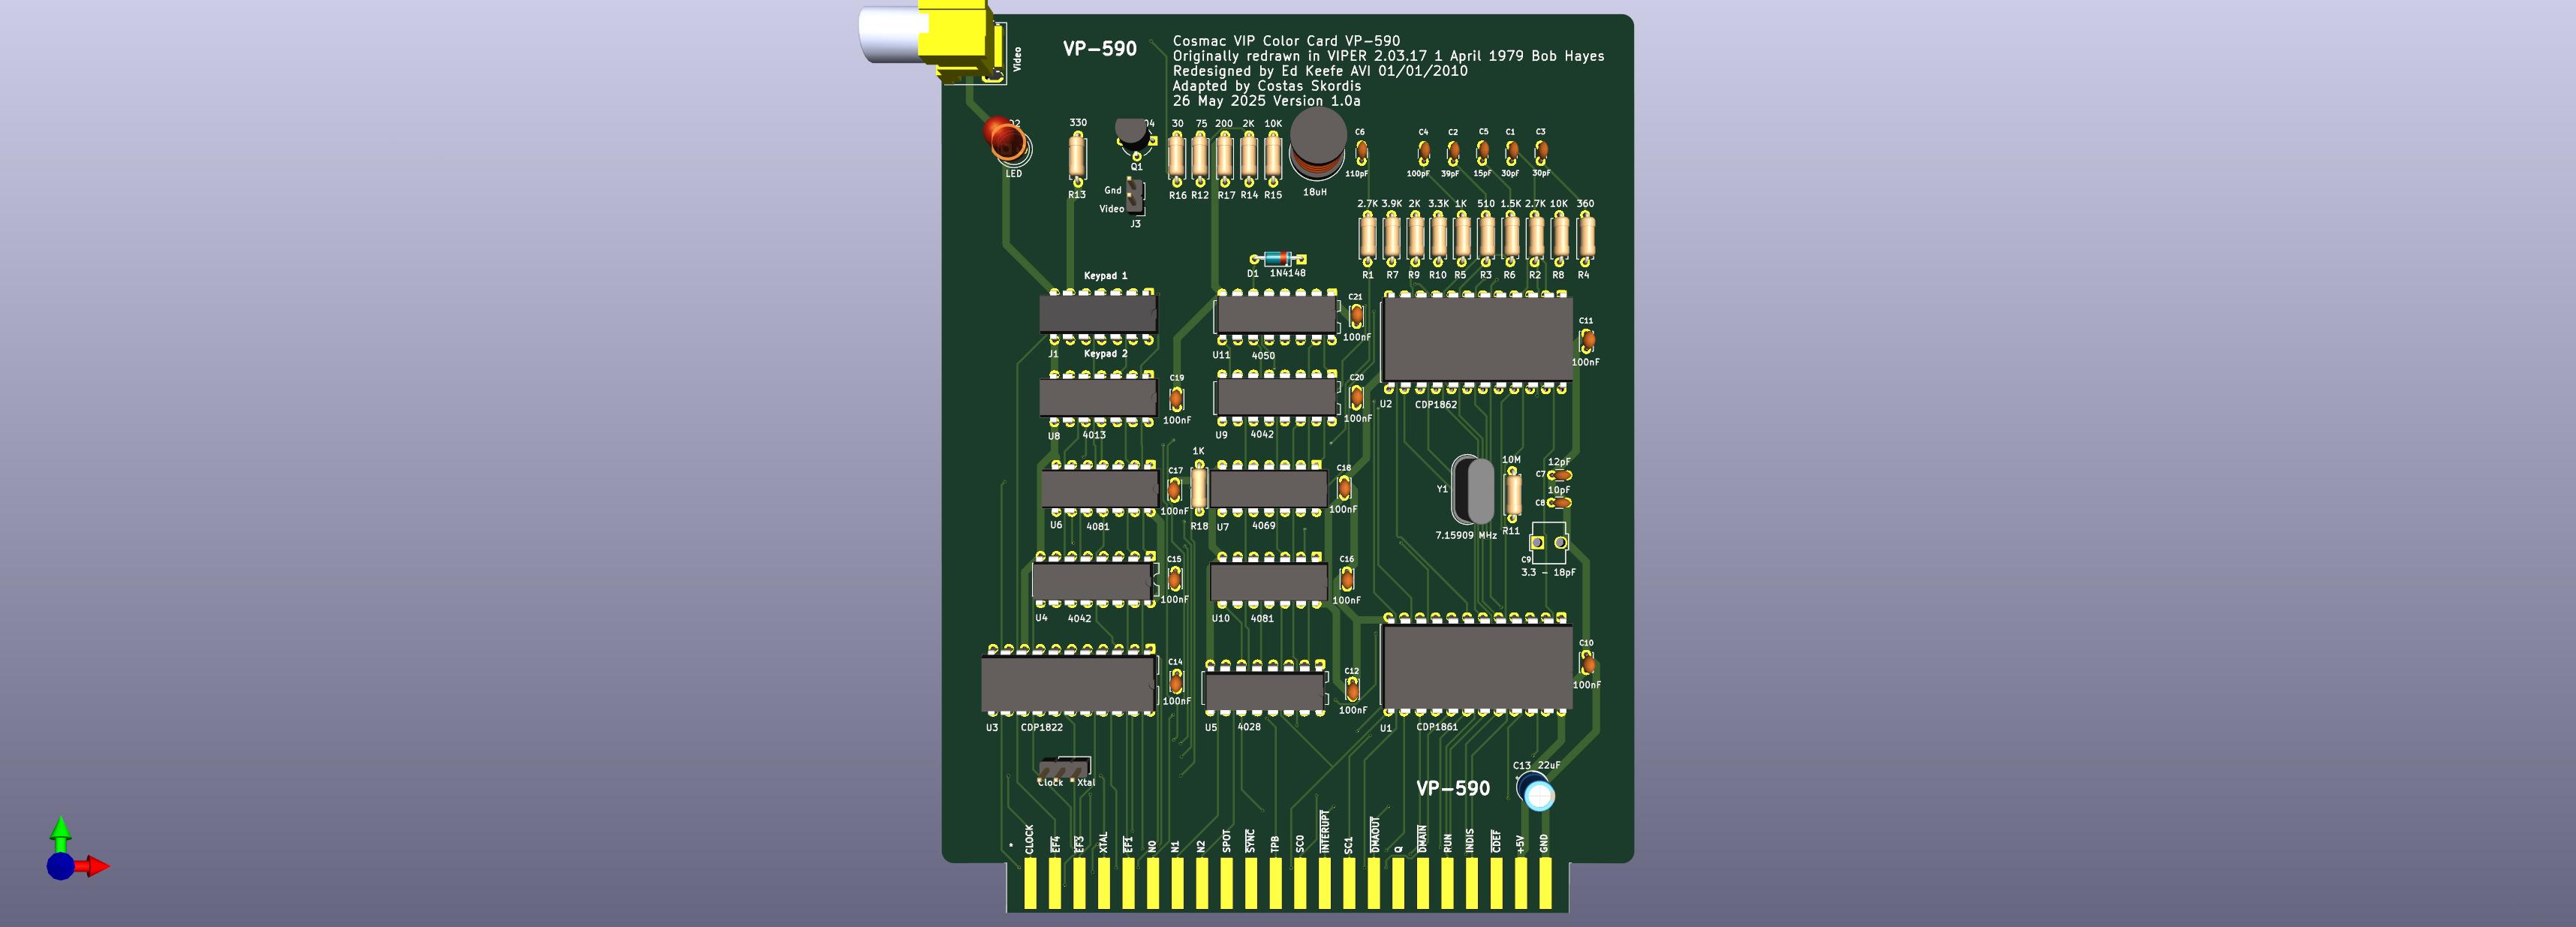 VP-590
Cosmac VIP Color Card VP-590
Originally redrawn in VIPER 2.03.17 1 April 1979 Bob Hayes
Redesigned by Ed Keefe AVI 01/01/2010
Adapted by Costas Skordis
26 May 2025 Version 1.0a
Video
330 30 75 200 2K 10K C6 C4 C2 C5 C1 C3
LED Q1 110pF 100pF 39pF 15pF 30pF 30pF
R13 R16 R12 R17 R14 R15 18uH
Gnd
Video
J3
2.7K 3.9K 2K 3.3K 1K 510 1.5K 2.7K 10K 360
R1 R7 R9 R10 R5 R3 R6 R2 R8 R4
D1 1N4148
Keypad 1
C21
100nF
C11
100nF
J1 Keypad 2
U11 4050
C19
100nF
C20
100nF
U2 CDP1862
U8 4013
U9 4042
1K
C17
100nF
C18
100nF
10M
12pF
C7
10pF
C8
Y1
7.15909 MHz
R11
U6 4081
R18
U7 4069
C9
3.3 - 18pF
C15
100nF
C16
100nF
U4 4042
U10 4081
C14
100nF
C12
100nF
C10
100nF
U3 CDP1822
U5 4028
U1 CDP1861
Clock Xtal
C13 22uF
VP-590
*
CLOCK
EF4
EF3
XTAL
EF1
N0
N1
N2
SPOT
SYNC
TPB
SC0
INTERUPT
SC1
DMAOUT
Q
DMAIN
RUN
INDIS
CDEF
+5V
GND